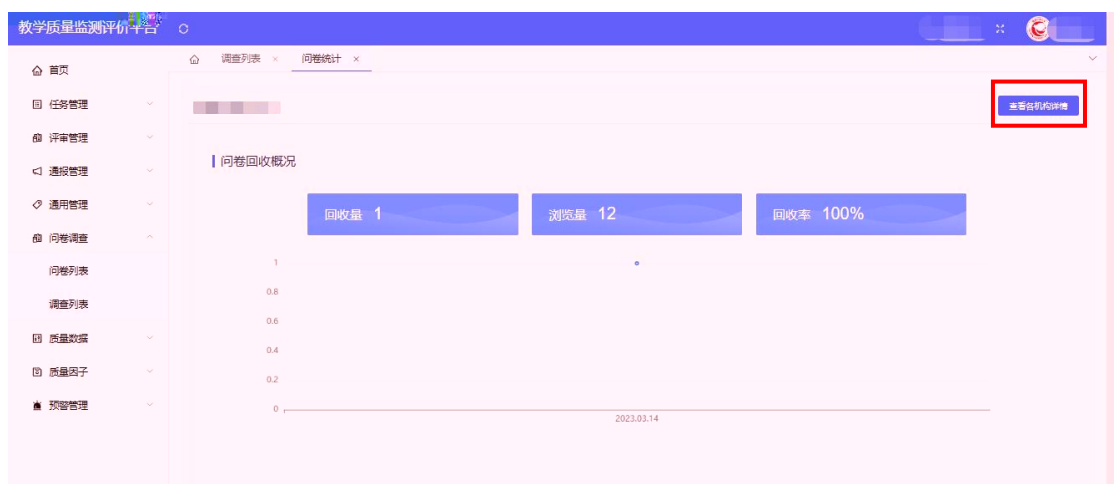 教学质量监测评价平台
首页
调查列表 ×
问卷统计 ×
任务管理
评审管理
通报管理
通用管理
问卷调查
问卷列表
调查列表
质量数据
质量因子
预警管理
查看各机构详情
问卷回收概况
回收量 1
浏览量 12
回收率 100%
1
0.8
0.6
0.4
0.2
0
2023.03.14